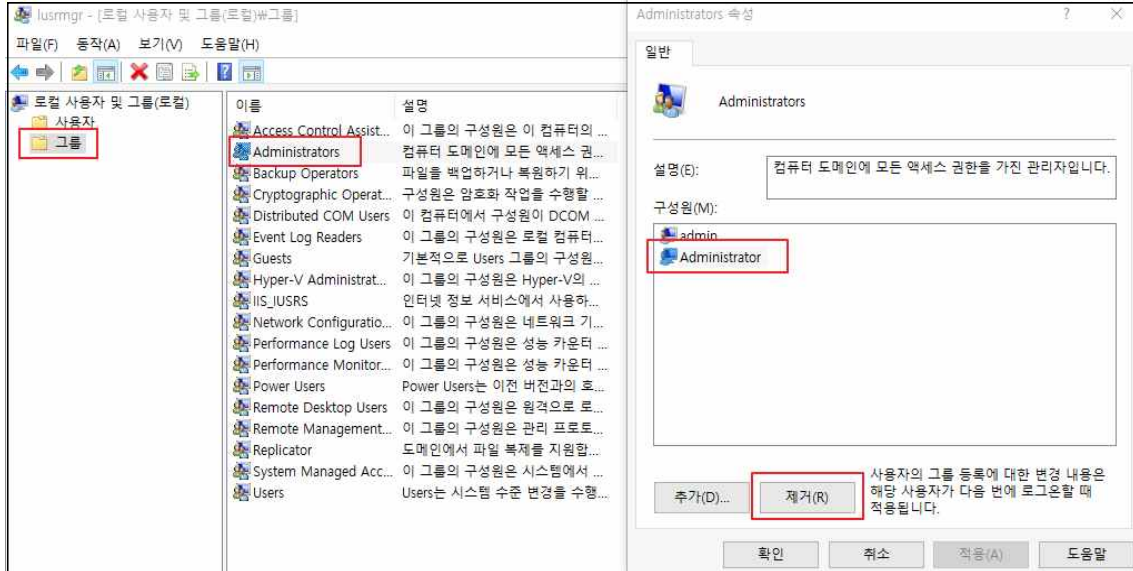 lusrmgr - [로컬 사용자 및 그룹(로컬)₩그룹]
파일(F) 동작(A) 보기(V) 도움말(H)
로컬 사용자 및 그룹(로컬)
사용자
그룹
이름 설명
Access Control Assist... 이 그룹의 구성원은 이 컴퓨터의 ...
Administrators 컴퓨터 도메인에 모든 액세스 권...
Backup Operators 파일을 백업하거나 복원하기 위...
Cryptographic Operat... 구성원은 암호화 작업을 수행할 ...
Distributed COM Users 이 컴퓨터에서 구성원이 DCOM ...
Event Log Readers 이 그룹의 구성원은 로컬 컴퓨터...
Guests 기본적으로 Users 그룹의 구성원...
Hyper-V Administrat... 이 그룹의 구성원은 Hyper-V의 ...
IIS_IUSRS 인터넷 정보 서비스에서 사용하...
Network Configuratio... 이 그룹의 구성원은 네트워크 기...
Performance Log Users 이 그룹의 구성원은 성능 카운터 ...
Performance Monitor... 이 그룹의 구성원은 성능 카운터 ...
Power Users Power Users는 이전 버전과의 호...
Remote Desktop Users 이 그룹의 구성원은 원격으로 로...
Remote Management... 이 그룹의 구성원은 관리 프로토...
Replicator 도메인에서 파일 복제를 지원합...
System Managed Acc... 이 그룹의 구성원은 시스템에서 ...
Users Users는 시스템 수준 변경을 수행...
Administrators 속성
일반
Administrators
설명(E): 컴퓨터 도메인에 모든 액세스 권한을 가진 관리자입니다.
구성원(M):
admin
Administrator
추가(D)... 제거(R)
사용자의 그룹 등록에 대한 변경 내용은
해당 사용자가 다음 번에 로그온할 때
적용됩니다.
확인 취소 적용(A) 도움말